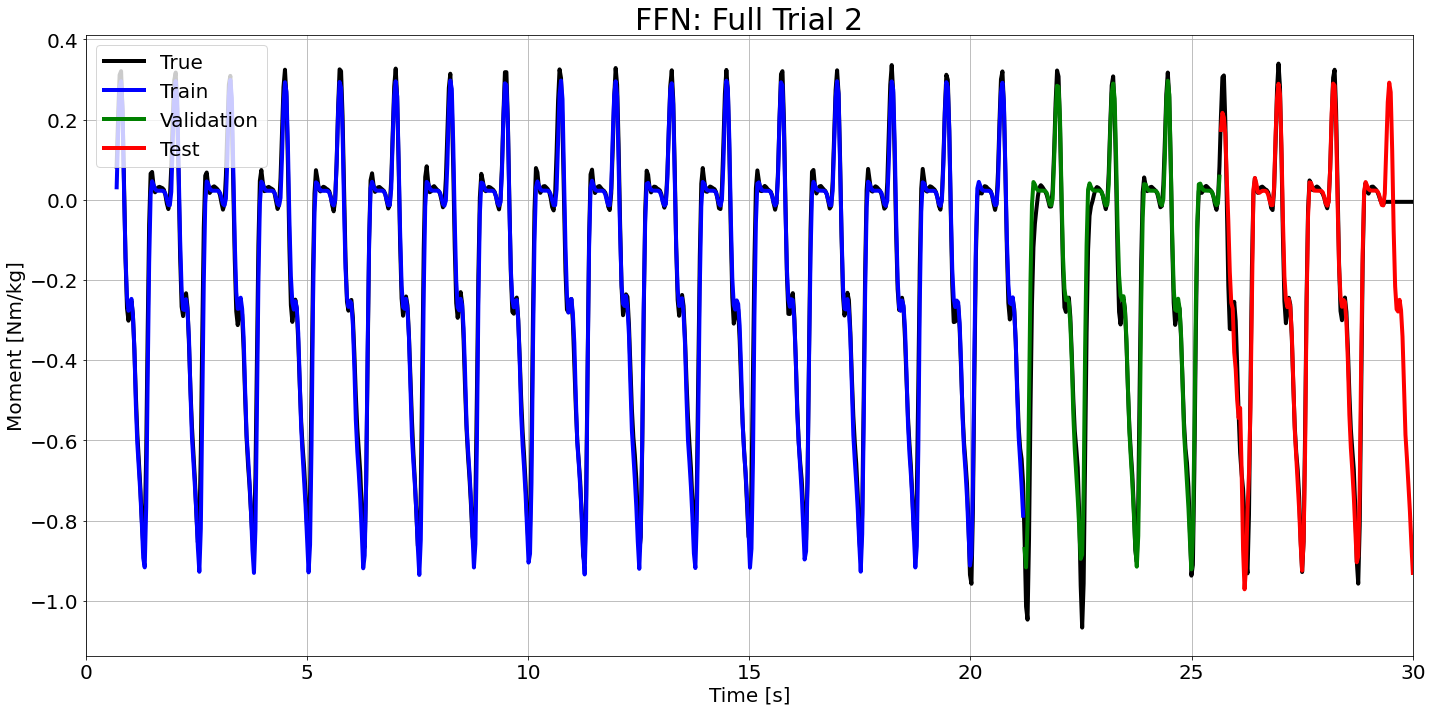 FFN: Full Trial 2
True
Train
Validation
Test
Moment [Nm/kg]
0.4
0.2
0.0
−0.2
−0.4
−0.6
−0.8
−1.0
0 5 10 15 20 25 30
Time [s]